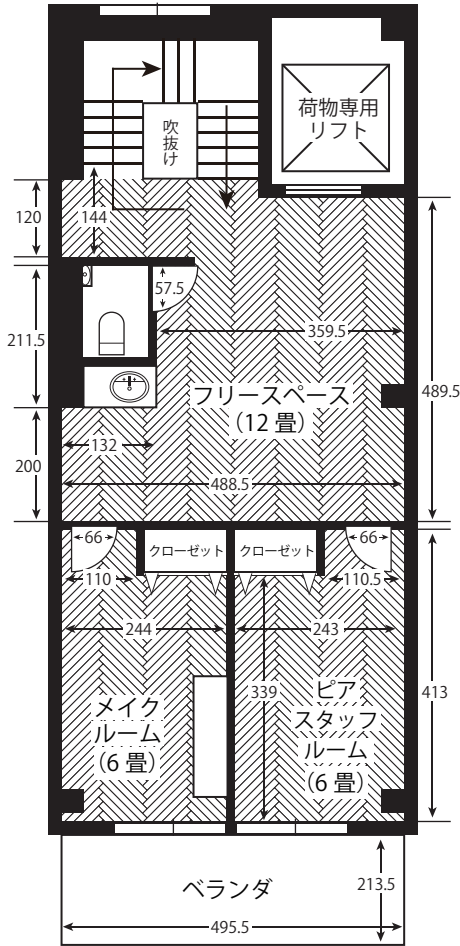 荷物専用
リフト
吹抜け
120
144
57.5
211.5
359.5
フリースペース
(12 畳)
489.5
132
200
488.5
66
クローゼット
クローゼット
66
110
110.5
244
243
339
メイク
ルーム
(6 畳)
ピア
スタッフ
ルーム
(6 畳)
413
ベランダ
213.5
495.5